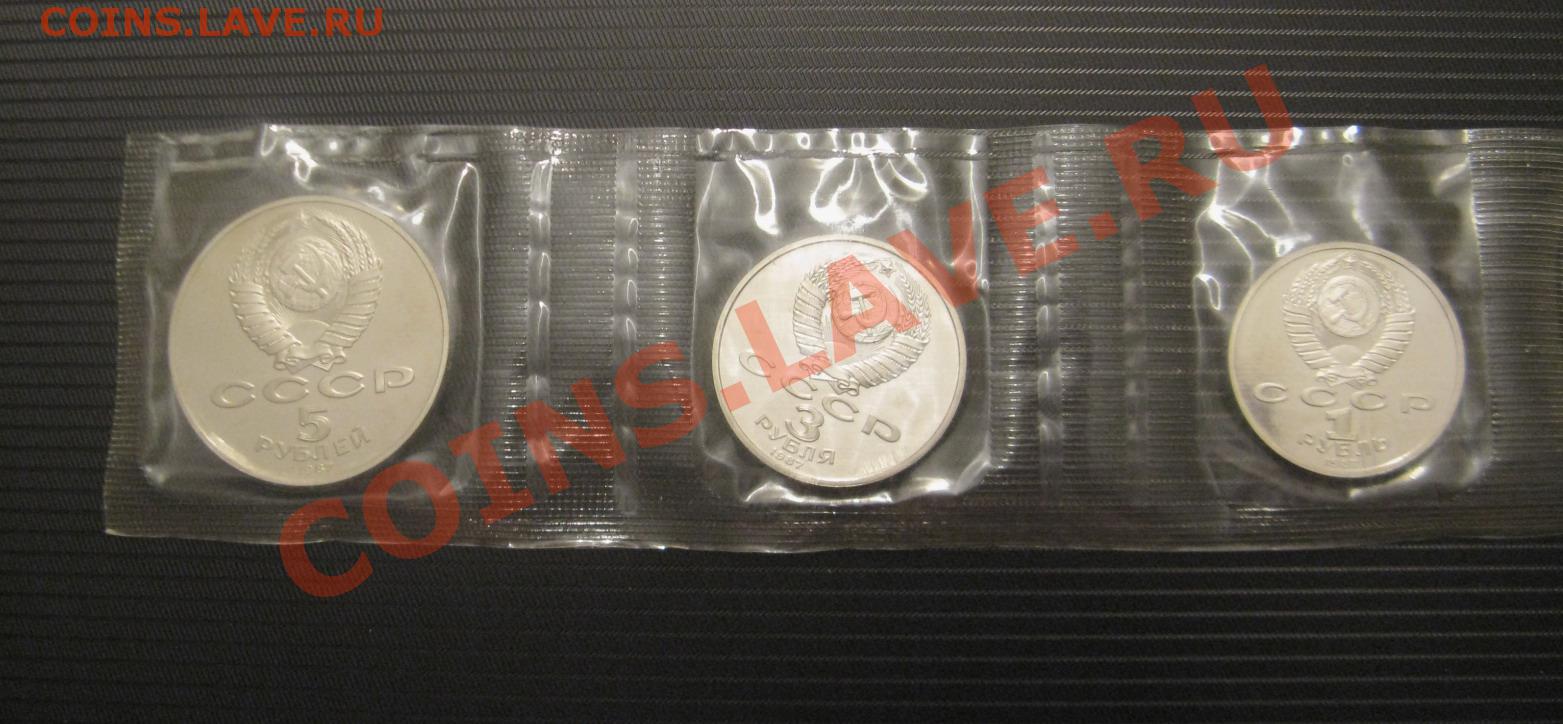 COINS.LAVE.RU
СССР
5
РУБЛЕЙ
СССР
3
РУБЛЯ
1987
СССР
1
РУБЛЬ
COINS.LAVE.RU